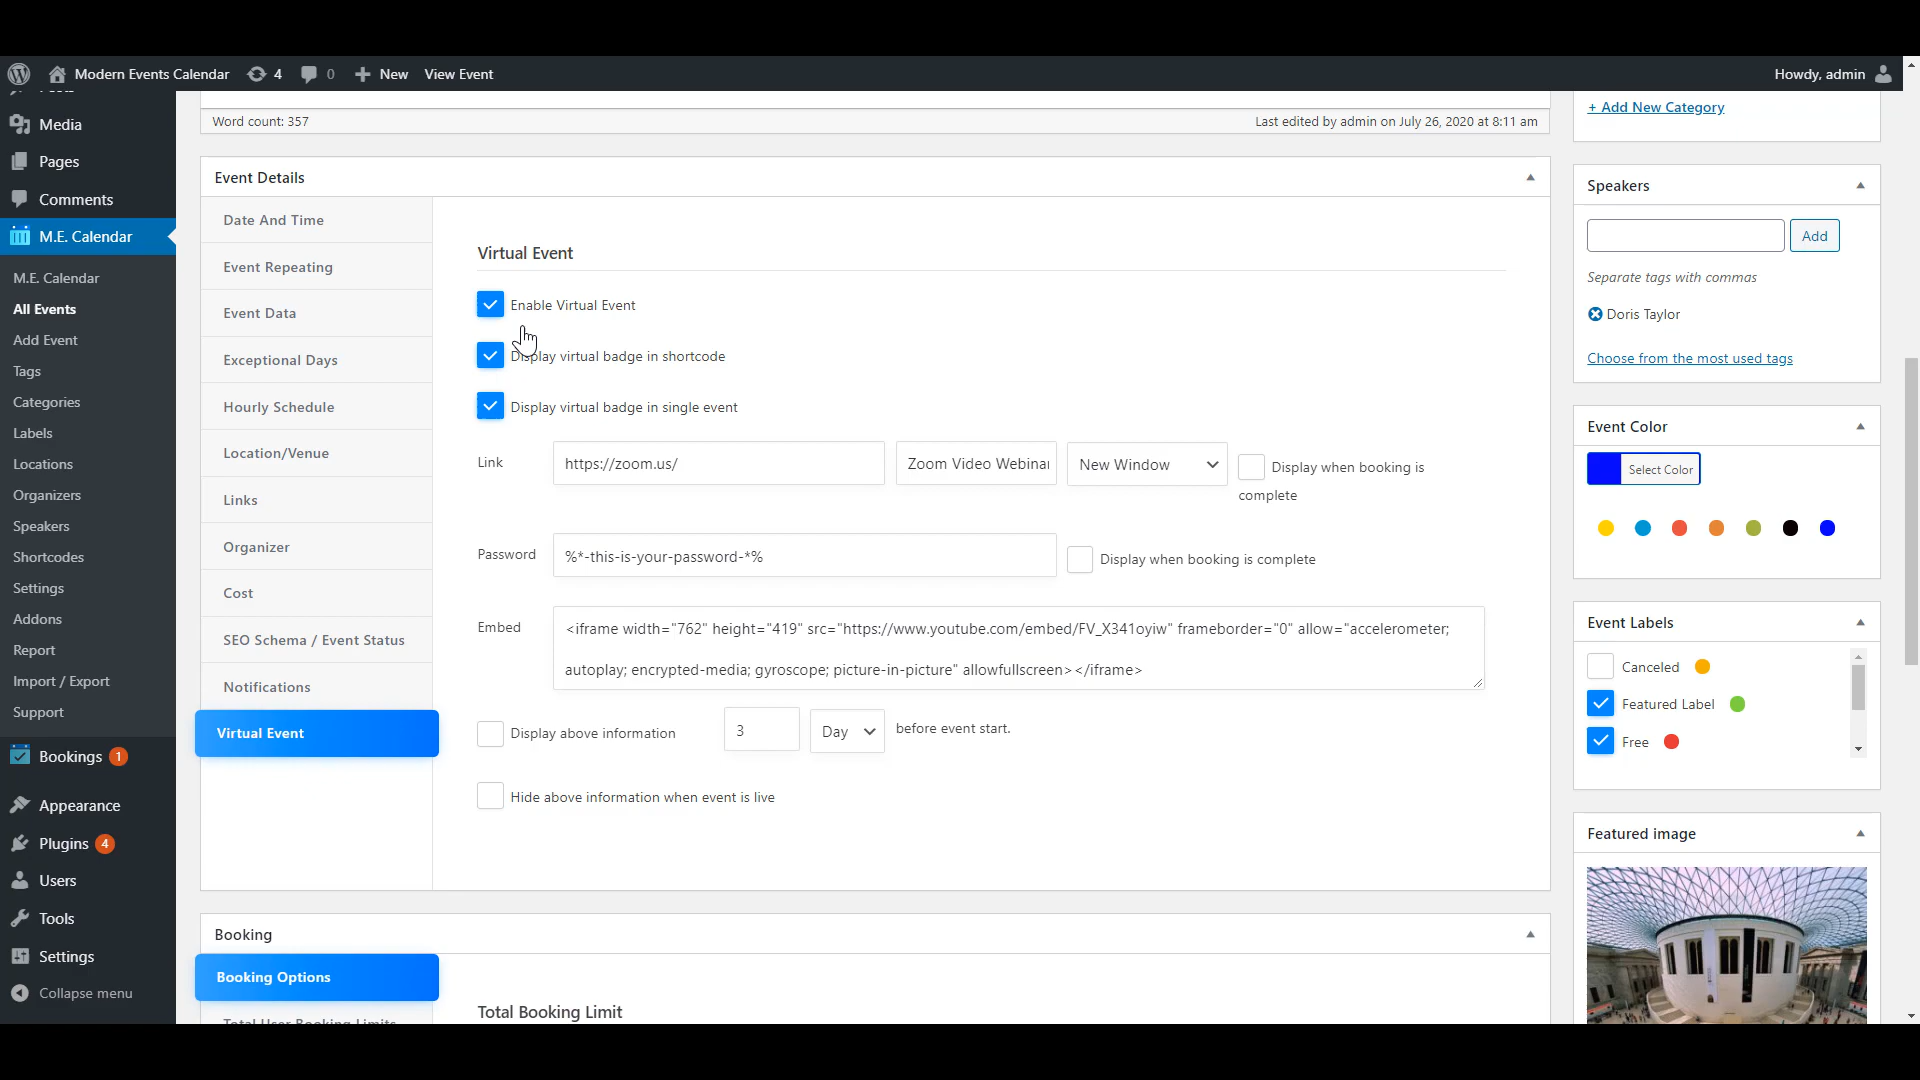 Modern Events Calendar 4 0 New View Event Howdy, admin
Media
Pages
Comments
M.E. Calendar
M.E. Calendar
All Events
Add Event
Tags
Categories
Labels
Locations
Organizers
Speakers
Shortcodes
Settings
Addons
Report
Import / Export
Support
Bookings 1
Appearance
Plugins 4
Users
Tools
Settings
Collapse menu
Word count: 357
Last edited by admin on July 26, 2020 at 8:11 am
Event Details
Date And Time
Event Repeating
Event Data
Exceptional Days
Hourly Schedule
Location/Venue
Links
Organizer
Cost
SEO Schema / Event Status
Notifications
Virtual Event
Virtual Event
Enable Virtual Event
Display virtual badge in shortcode
Display virtual badge in single event
Link https://zoom.us/ Zoom Video Webinar New Window Display when booking is
complete
Password %*-this-is-your-password-*% Display when booking is complete
Embed <iframe width="762" height="419" src="https://www.youtube.com/embed/FV_X341oyiw" frameborder="0" allow="accelerometer;
autoplay; encrypted-media; gyroscope; picture-in-picture" allowfullscreen></iframe>
Display above information 3 Day before event start.
Hide above information when event is live
Booking
Booking Options
Total User Booking Limits
Total Booking Limit
+ Add New Category
Speakers
Add
Separate tags with commas
Doris Taylor
Choose from the most used tags
Event Color
Select Color
Event Labels
Canceled
Featured Label
Free
Featured image